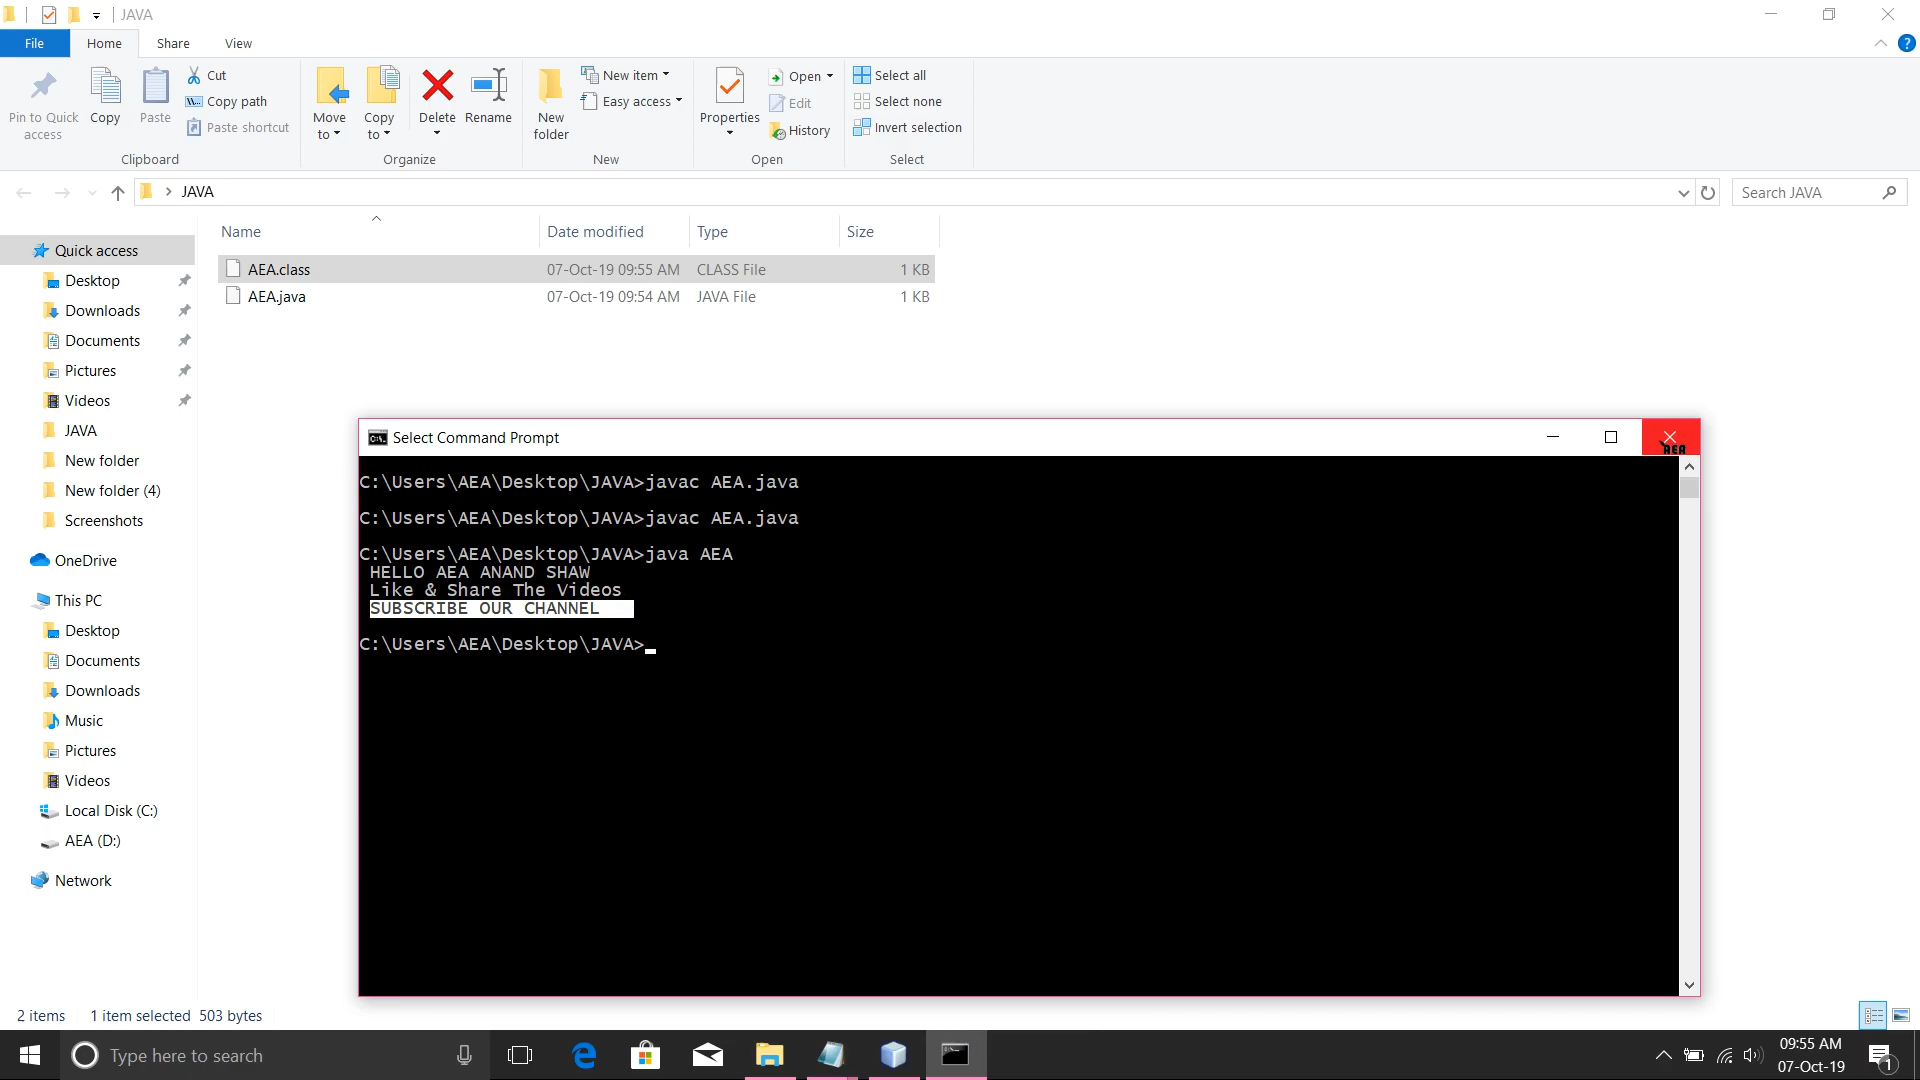 JAVA
File Home Share View
Pin to Quick access
Copy
Paste
Cut
Copy path
Paste shortcut
Clipboard
Move to
Copy to
Delete
Rename
Organize
New folder
New item
Easy access
New
Properties
Open
Edit
History
Open
Select all
Select none
Invert selection
Select
JAVA
Search JAVA
Name Date modified Type Size
AEA.class 07-Oct-19 09:55 AM CLASS File 1 KB
AEA.java 07-Oct-19 09:54 AM JAVA File 1 KB
Quick access
Desktop
Downloads
Documents
Pictures
Videos
JAVA
New folder
New folder (4)
Screenshots
OneDrive
This PC
Desktop
Documents
Downloads
Music
Pictures
Videos
Local Disk (C:)
AEA (D:)
Network
Select Command Prompt
AEA
C:\Users\AEA\Desktop\JAVA>javac AEA.java
C:\Users\AEA\Desktop\JAVA>javac AEA.java
C:\Users\AEA\Desktop\JAVA>java AEA
HELLO AEA ANAND SHAW
Like & Share The Videos
SUBSCRIBE OUR CHANNEL
C:\Users\AEA\Desktop\JAVA>
2 items 1 item selected 503 bytes
Type here to search
09:55 AM
07-Oct-19
1